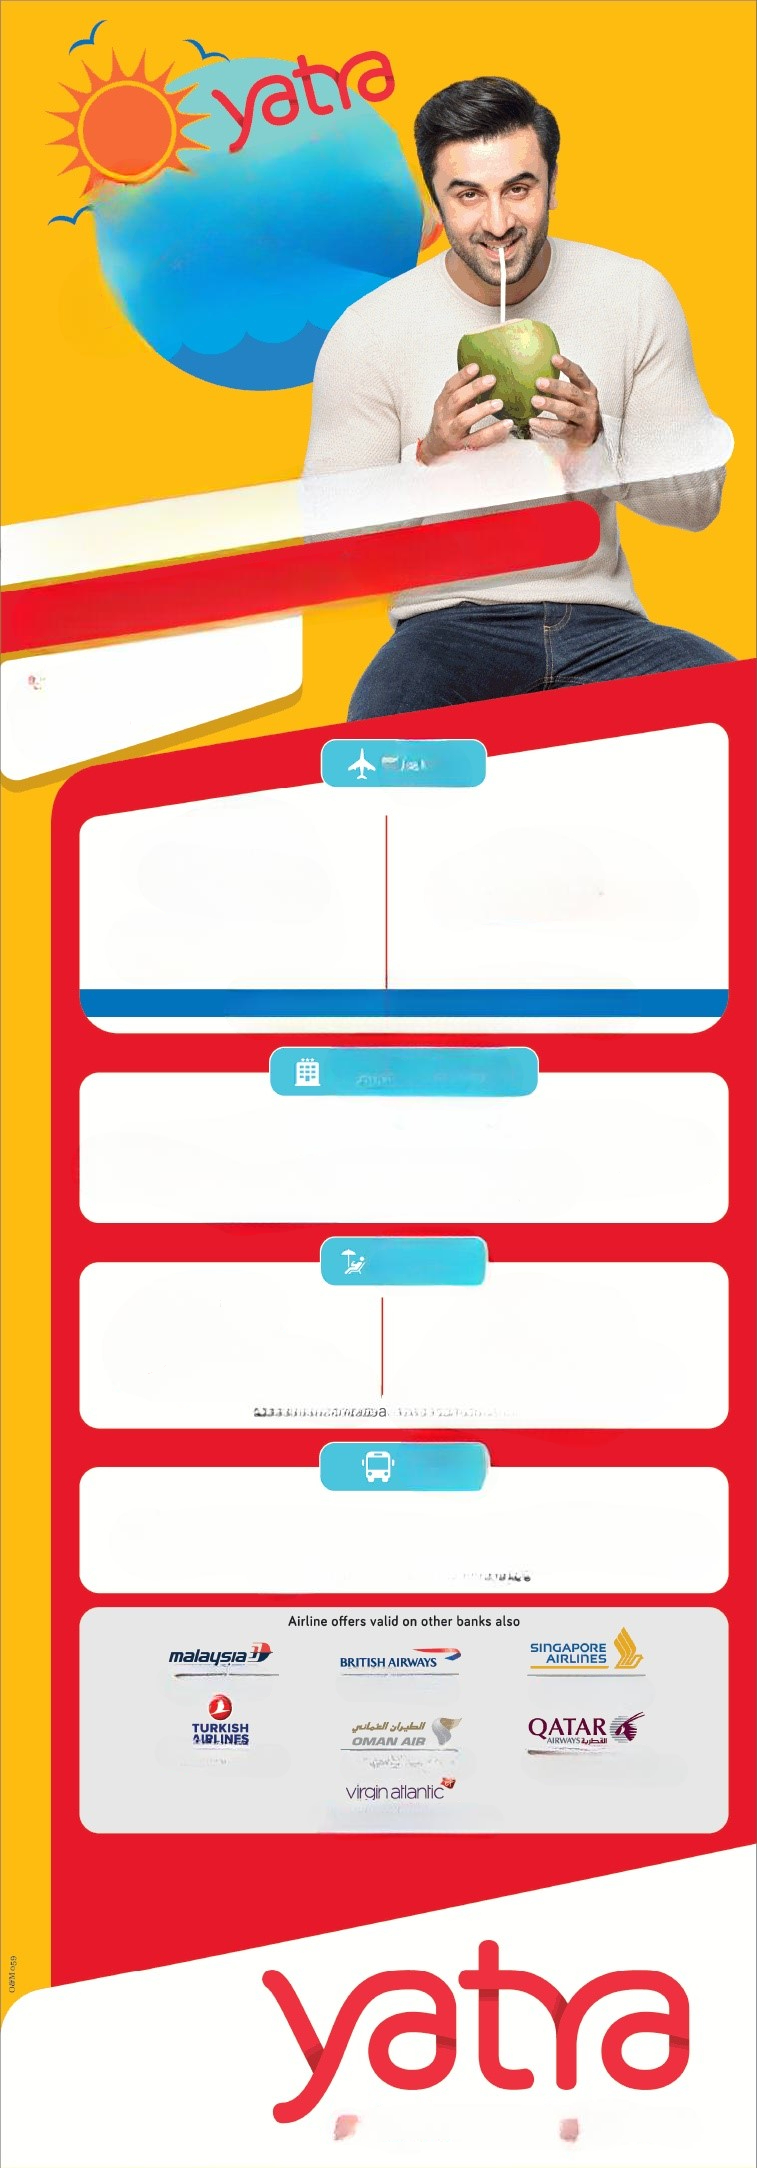 yatra
Airline offers valid on other banks also
malaysia
BRITISH AIRWAYS
SINGAPORE
AIRLINES
TURKISH
AIRLINES
الطيران العماني
OMAN AIR
QATAR
AIRWAYS القطرية
virgin atlantic
O&M 059
yatra